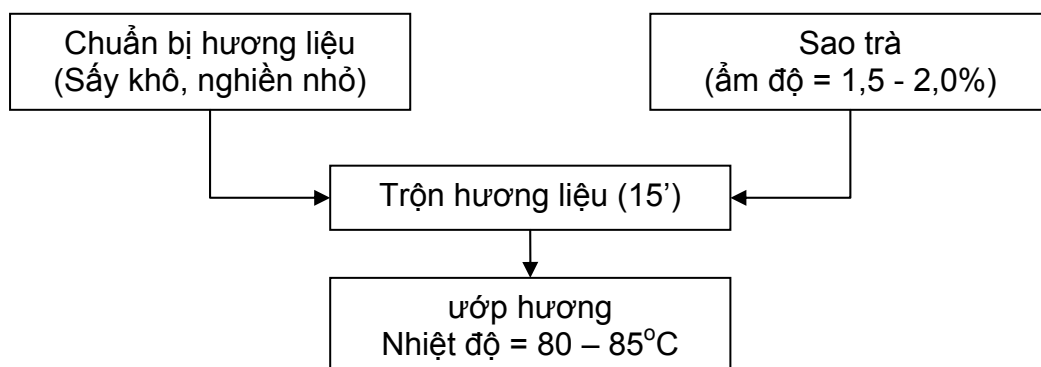 Chuẩn bị hương liệu
(Sấy khô, nghiền nhỏ)
Sao trà
(ẩm độ = 1,5 - 2,0%)
Trộn hương liệu (15’)
ướp hương
Nhiệt độ = 80 – 85°C